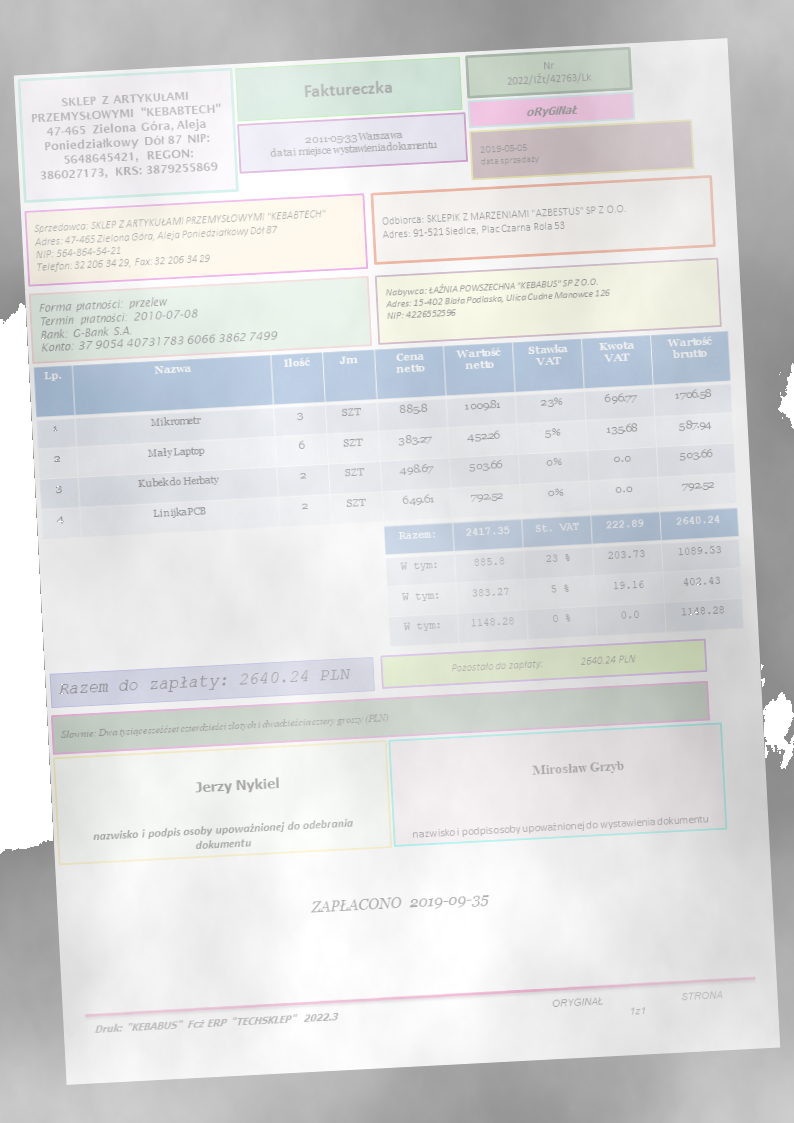 SKLEP Z ARTYKUŁAMI
PRZEMYSŁOWYMI "KEBABTECH"
47-465 Zielona Góra, Aleja
Poniedziałkowy Dół 87 NIP:
5648645421, REGON:
386027173, KRS: 3879255869
Faktureczka
2011-05-33 Warszawa
data i miejsce wystawienia dokumentu
Nr
2022/IŻt/42763/Lk
oRyGiNał
2019-05-05
data sprzedaży
Sprzedawca: SKLEP Z ARTYKUŁAMI PRZEMYSŁOWYMI "KEBABTECH"
Adres: 47-465 Zielona Góra, Aleja Poniedziałkowy Dół 87
NIP: 564-864-54-21
Telefon: 32 206 34 29, Fax: 32 206 34 29
Odbiorca: SKLEPIK Z MARZENIAMI "AZBESTUS" SP Z O.O.
Adres: 91-521 Siedlce, Plac Czarna Rola 53
Forma płatności: przelew
Termin płatności: 2010-07-08
Bank: G-Bank S.A.
Konto: 37 9054 40731783 6066 3862 7499
Nabywca: ŁAŹNIA POWSZECHNA "KEBABUS" SP Z O.O.
Adres: 15-402 Biała Podlaska, Ulica Cudne Manowce 126
NIP: 4226552596
Lp. Nazwa Ilość Jm Cena netto Wartość netto Stawka VAT Kwota VAT Wartość brutto
1 Mikrometr 3 SZT 885.8 1009.81 23% 696.77 1706.58
2 Mały Laptop 6 SZT 383.27 452.26 5% 135.68 587.94
3 Kubek do Herbaty 2 SZT 498.67 503.66 0% 0.0 503.66
4 Linijka PCB 2 SZT 649.61 792.52 0% 0.0 792.52
Razem: 2417.35 St. VAT 222.89 2640.24
W tym: 885.8 23 % 203.73 1089.53
W tym: 383.27 5 % 19.16 402.43
W tym: 1148.28 0 % 0.0 1148.28
Razem do zapłaty: 2640.24 PLN
Pozostało do zapłaty: 2640.24 PLN
Słownie: Dwa tysiące sześćset czterdzieści złotych i dwadzieścia cztery groszy (PLN)
Jerzy Nykiel
nazwisko i podpis osoby upoważnionej do odebrania
dokumentu
Mirosław Grzyb
nazwisko i podpis osoby upoważnionej do wystawienia dokumentu
ZAPŁACONO 2019-09-35
Druk: "KEBABUS" Fcż ERP "TECHSKLEP" 2022.3
ORYGINAŁ
STRONA
1 z 1